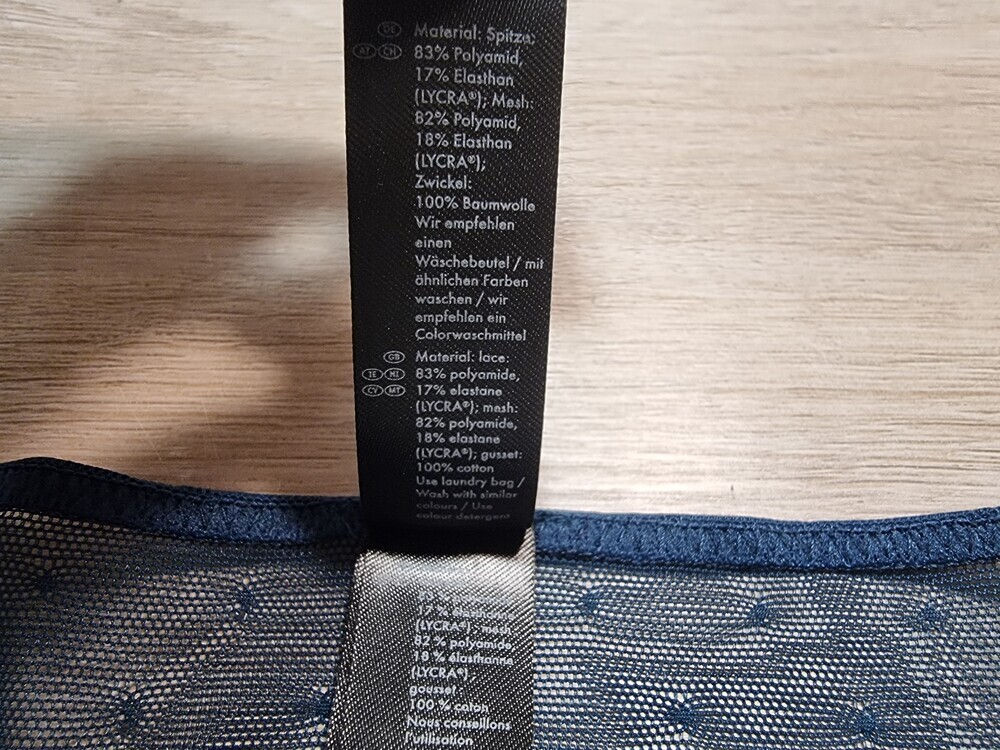 DE Material: Spitze:
AT CH 83% Polyamid,
17% Elasthan
(LYCRA®); Mesh:
82% Polyamid,
18% Elasthan
(LYCRA®);
Zwickel:
100% Baumwolle
Wir empfehlen
einen
Wäschebeutel / mit
ähnlichen Farben
waschen / wir
empfehlen ein
Colorwaschmittel
GB Material: lace:
IE NI 83% polyamide,
CY MT 17% elastane
(LYCRA®); mesh:
82% polyamide,
18% elastane
(LYCRA®); gusset:
100% cotton
Use laundry bag /
Wash with similar
colours / Use
colour detergent
17 %
(LYCRA®) mesh:
82 % polyamide,
18 % élasthanne
(LYCRA®)
gousset:
100 % coton
Nous conseillons
l'utilisation